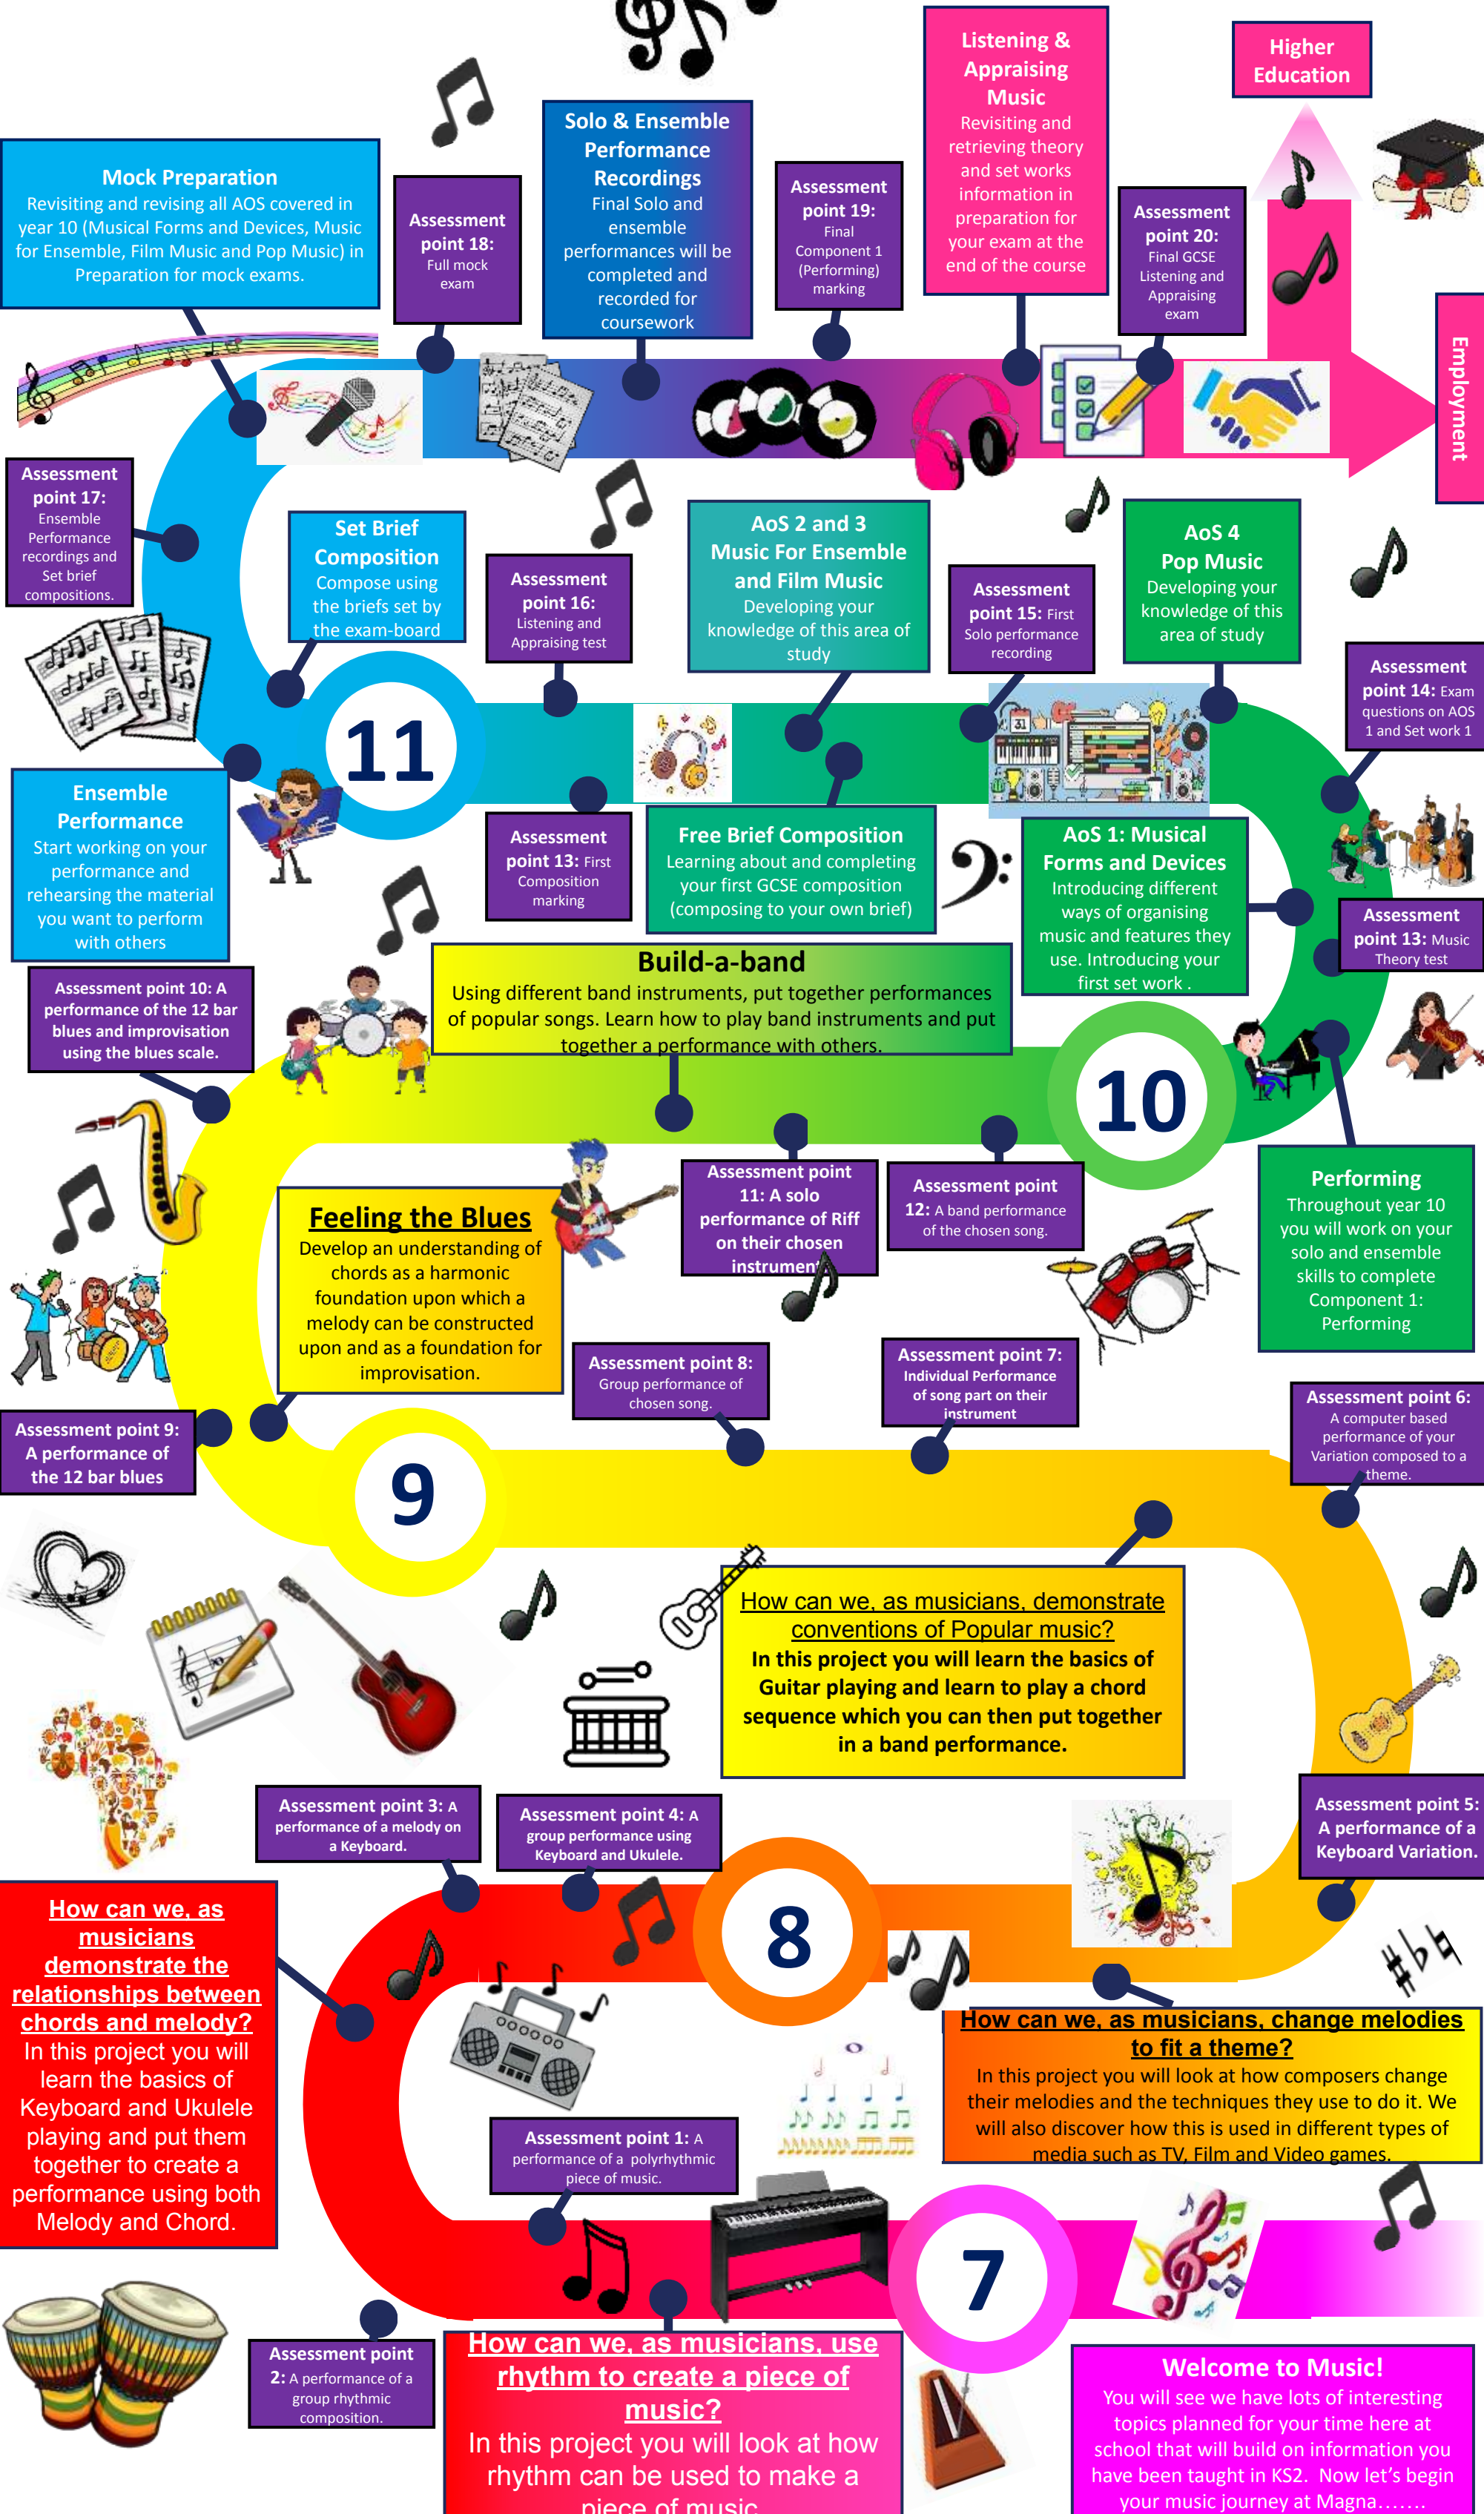 Listening &
Appraising
Music
Revisiting and
retrieving theory
and set works
information in
preparation for
your exam at the
end of the course
Higher
Education
Solo & Ensemble
Performance
Recordings
Final Solo and
ensemble
performances will be
completed and
recorded for
coursework
Mock Preparation
Revisiting and revising all AOS covered in
year 10 (Musical Forms and Devices, Music
for Ensemble, Film Music and Pop Music) in
Preparation for mock exams.
Assessment
point 18:
Full mock
exam
Assessment
point 19:
Final
Component 1
(Performing)
marking
Assessment
point 20:
Final GCSE
Listening and
Appraising
exam
Employment
Assessment
point 17:
Ensemble
Performance
recordings and
Set brief
compositions.
Set Brief
Composition
Compose using
the briefs set by
the exam-board
Assessment
point 16:
Listening and
Appraising test
AoS 2 and 3
Music For Ensemble
and Film Music
Developing your
knowledge of this area of
study
Assessment
point 15: First
Solo performance
recording
AoS 4
Pop Music
Developing your
knowledge of this
area of study
Assessment
point 14: Exam
questions on AOS
1 and Set work 1
11
31
Ensemble
Performance
Start working on your
performance and
rehearsing the material
you want to perform
with others
Assessment
point 13: First
Composition
marking
Free Brief Composition
Learning about and completing
your first GCSE composition
(composing to your own brief)
AoS 1: Musical
Forms and Devices
Introducing different
ways of organising
music and features they
use. Introducing your
first set work .
Assessment
point 13: Music
Theory test
Assessment point 10: A
performance of the 12 bar
blues and improvisation
using the blues scale.
Build-a-band
Using different band instruments, put together performances
of popular songs. Learn how to play band instruments and put
together a performance with others.
10
Feeling the Blues
Develop an understanding of
chords as a harmonic
foundation upon which a
melody can be constructed
upon and as a foundation for
improvisation.
Assessment point
11: A solo
performance of Riff
on their chosen
instrument
Assessment point
12: A band performance
of the chosen song.
Performing
Throughout year 10
you will work on your
solo and ensemble
skills to complete
Component 1:
Performing
Assessment point 8:
Group performance of
chosen song.
Assessment point 7:
Individual Performance
of song part on their
instrument
Assessment point 6:
A computer based
performance of your
Variation composed to a
theme.
Assessment point 9:
A performance of
the 12 bar blues
9
How can we, as musicians, demonstrate
conventions of Popular music?
In this project you will learn the basics of
Guitar playing and learn to play a chord
sequence which you can then put together
in a band performance.
Assessment point 3: A
performance of a melody on
a Keyboard.
Assessment point 4: A
group performance using
Keyboard and Ukulele.
Assessment point 5:
A performance of a
Keyboard Variation.
8
How can we, as
musicians
demonstrate the
relationships between
chords and melody?
In this project you will
learn the basics of
Keyboard and Ukulele
playing and put them
together to create a
performance using both
Melody and Chord.
How can we, as musicians, change melodies
to fit a theme?
In this project you will look at how composers change
their melodies and the techniques they use to do it. We
will also discover how this is used in different types of
media such as TV, Film and Video games.
Assessment point 1: A
performance of a polyrhythmic
piece of music.
7
Assessment point
2: A performance of a
group rhythmic
composition.
How can we, as musicians, use
rhythm to create a piece of
music?
In this project you will look at how
rhythm can be used to make a
piece of music
Welcome to Music!
You will see we have lots of interesting
topics planned for your time here at
school that will build on information you
have been taught in KS2. Now let's begin
your music journey at Magna…….